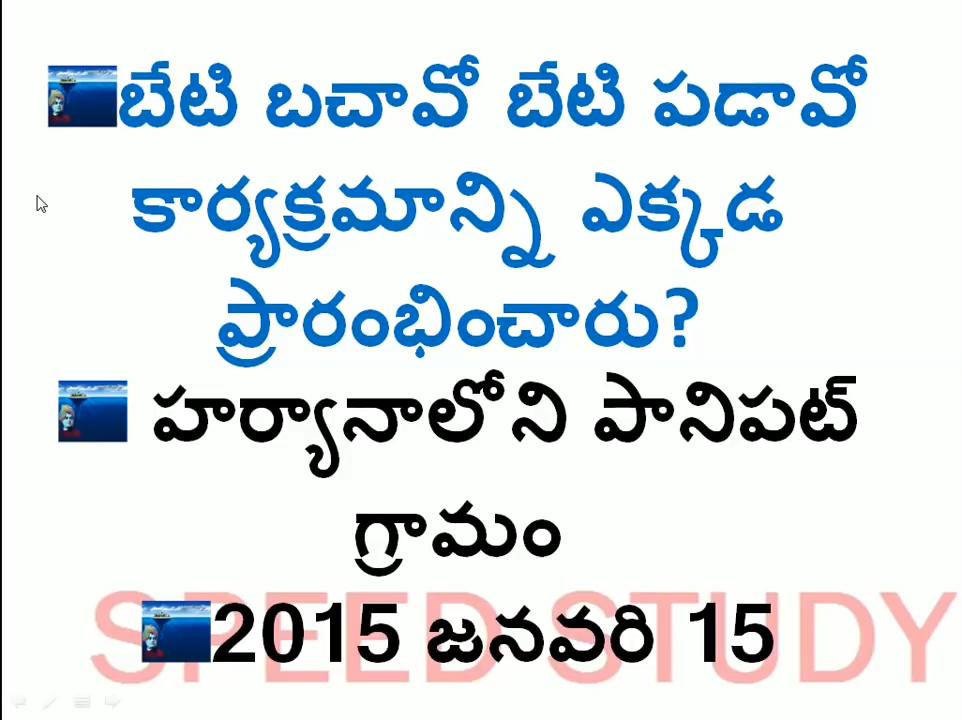 బేటి బచావో బేటి పడావో
కార్యక్రమాన్ని ఎక్కడ
ప్రారంభించారు?
హర్యానాలోని పానిపట్
గ్రామం
2015 జనవరి 15
SPEED STUDY